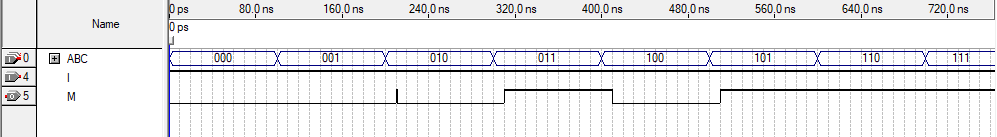 Name
0 ps 80.0 ns 160.0 ns 240.0 ns 320.0 ns 400.0 ns 480.0 ns 560.0 ns 640.0 ns 720.0 ns
0 ps
0 ABC 000 001 010 011 100 101 110 111
4 I
5 M